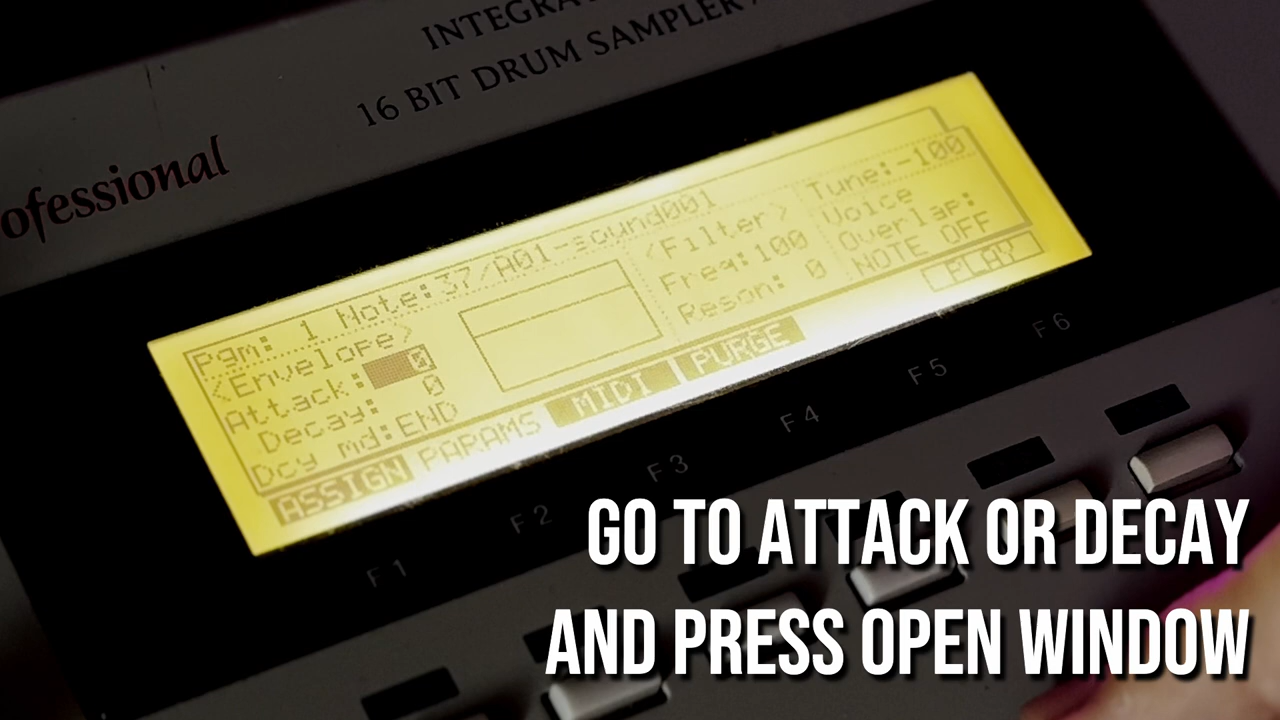 INTEGRA
16 BIT DRUM SAMPLER /
ofessional
Pgm: 1 Note:37/A01-sound001
<Envelope>
Attack: 0
Decay: 0
Dcy md:END
<Filter>
Freq:100
Reson: 0
Tune:-100
Voice
Overlap:
NOTE OFF
ASSIGN PARAMS MIDI PURGE PLAY
F1 F2 F3 F4 F5 F6
GO TO ATTACK OR DECAY
AND PRESS OPEN WINDOW